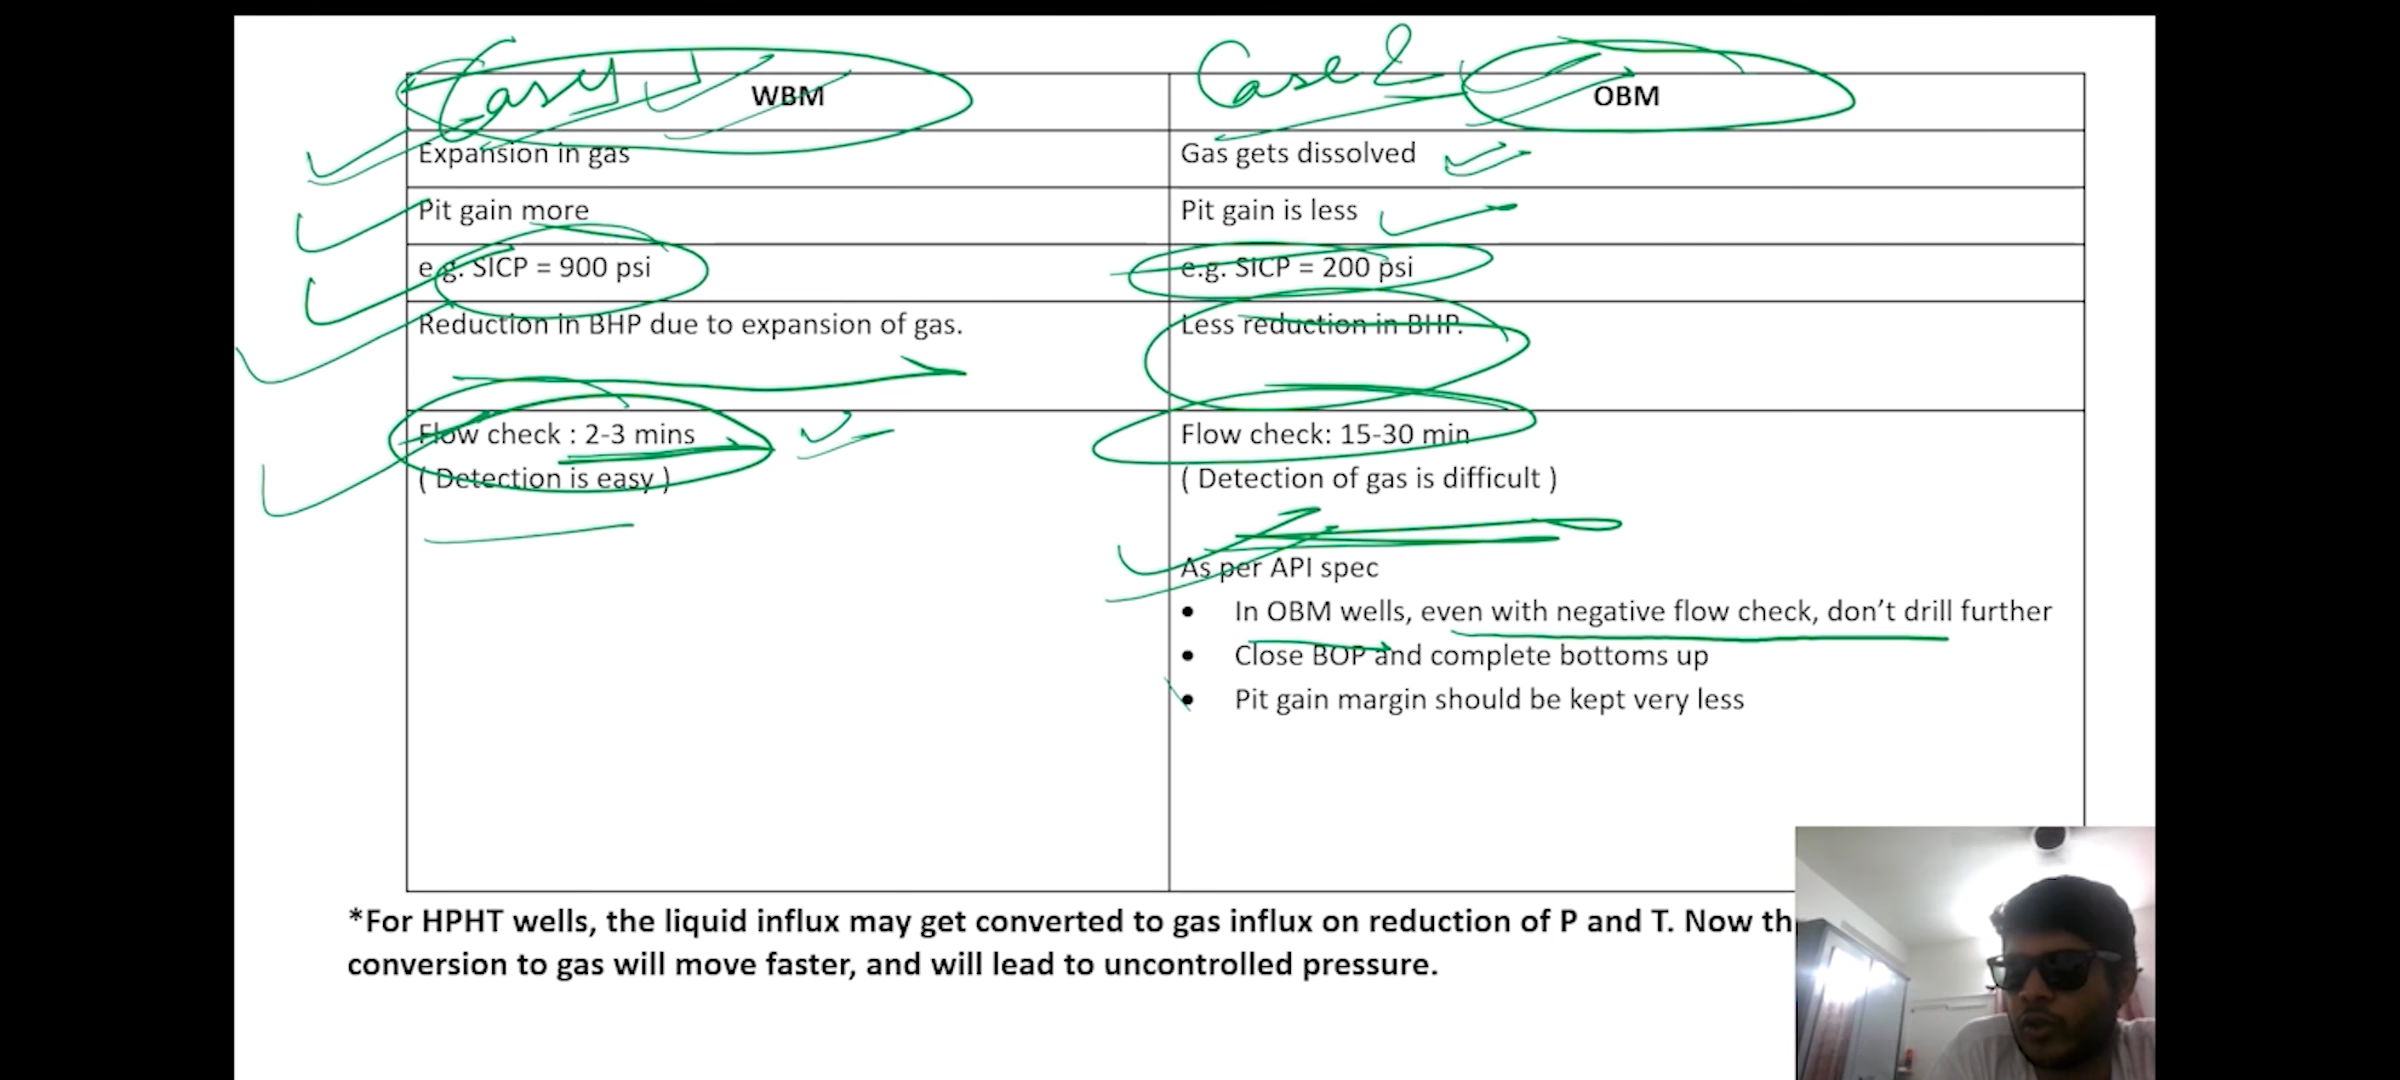 Case 1
Case 2
WBM
OBM
Expansion in gas
Gas gets dissolved
Pit gain more
Pit gain is less
e.g. SICP = 900 psi
e.g. SICP = 200 psi
Reduction in BHP due to expansion of gas.
Less reduction in BHP.
Flow check : 2-3 mins
( Detection is easy )
Flow check: 15-30 min
( Detection of gas is difficult )
As per API spec
• In OBM wells, even with negative flow check, don’t drill further
• Close BOP and complete bottoms up
• Pit gain margin should be kept very less
*For HPHT wells, the liquid influx may get converted to gas influx on reduction of P and T. Now
conversion to gas will move faster, and will lead to uncontrolled pressure.